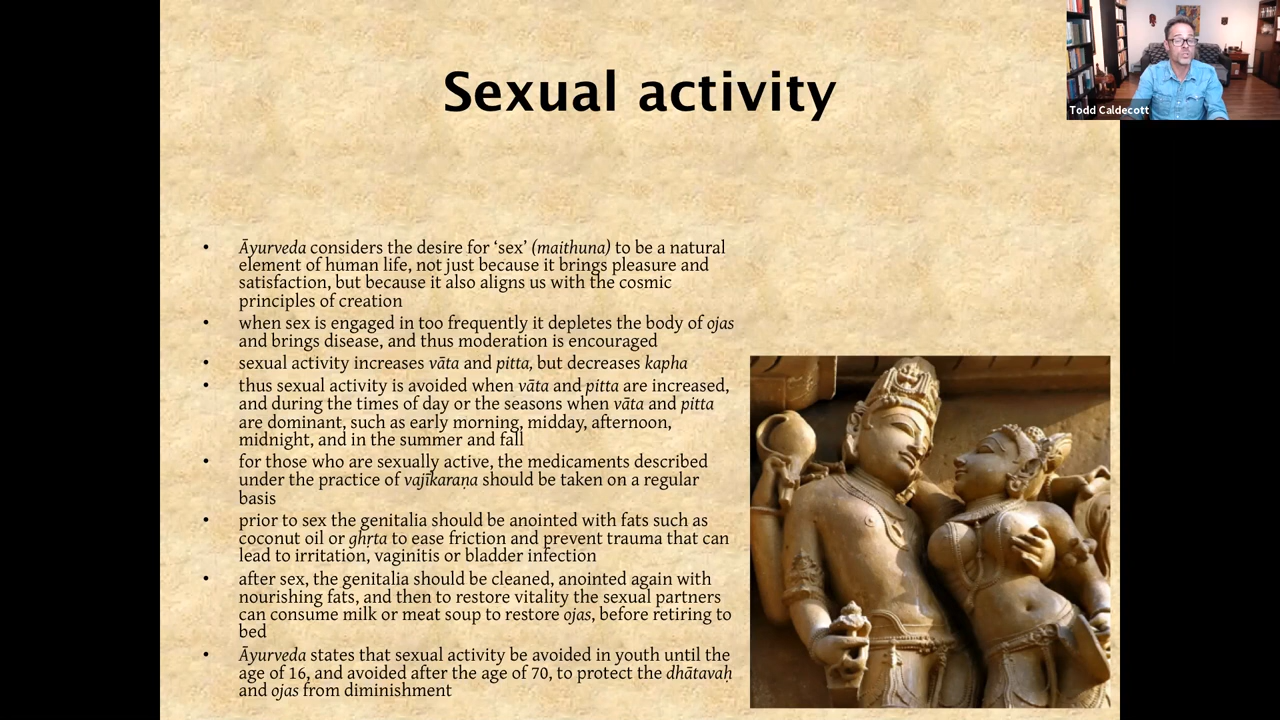 Sexual activity
Todd Caldecott
• Āyurveda considers the desire for ‘sex’ (maithuna) to be a natural
element of human life, not just because it brings pleasure and
satisfaction, but because it also aligns us with the cosmic
principles of creation
• when sex is engaged in too frequently it depletes the body of ojas
and brings disease, and thus moderation is encouraged
• sexual activity increases vāta and pitta, but decreases kapha
• thus sexual activity is avoided when vāta and pitta are increased,
and during the times of day or the seasons when vāta and pitta
are dominant, such as early morning, midday, afternoon,
midnight, and in the summer and fall
• for those who are sexually active, the medicaments described
under the practice of vajīkaraṇa should be taken on a regular
basis
• prior to sex the genitalia should be anointed with fats such as
coconut oil or ghṛta to ease friction and prevent trauma that can
lead to irritation, vaginitis or bladder infection
• after sex, the genitalia should be cleaned, anointed again with
nourishing fats, and then to restore vitality the sexual partners
can consume milk or meat soup to restore ojas, before retiring to
bed
• Āyurveda states that sexual activity be avoided in youth until the
age of 16, and avoided after the age of 70, to protect the dhātavaḥ
and ojas from diminishment